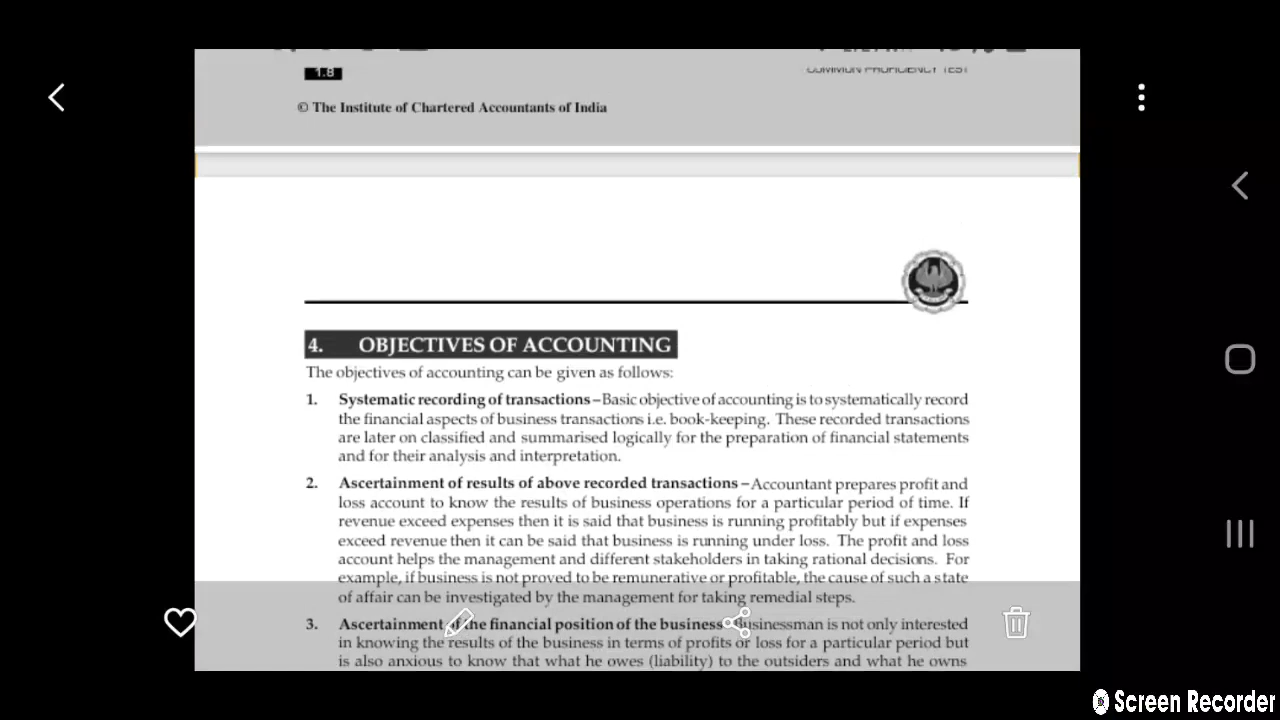 1.8
COMMON PROFICIENCY TEST
© The Institute of Chartered Accountants of India
4. OBJECTIVES OF ACCOUNTING
The objectives of accounting can be given as follows:
1. Systematic recording of transactions – Basic objective of accounting is to systematically record
the financial aspects of business transactions i.e. book-keeping. These recorded transactions
are later on classified and summarised logically for the preparation of financial statements
and for their analysis and interpretation.
2. Ascertainment of results of above recorded transactions – Accountant prepares profit and
loss account to know the results of business operations for a particular period of time. If
revenue exceed expenses then it is said that business is running profitably but if expenses
exceed revenue then it can be said that business is running under loss. The profit and loss
account helps the management and different stakeholders in taking rational decisions. For
example, if business is not proved to be remunerative or profitable, the cause of such a state
of affair can be investigated by the management for taking remedial steps.
3. Ascertainment of the financial position of the business Businessman is not only interested
in knowing the results of the business in terms of profits or loss for a particular period but
is also anxious to know that what he owes (liability) to the outsiders and what he owns
Screen Recorder